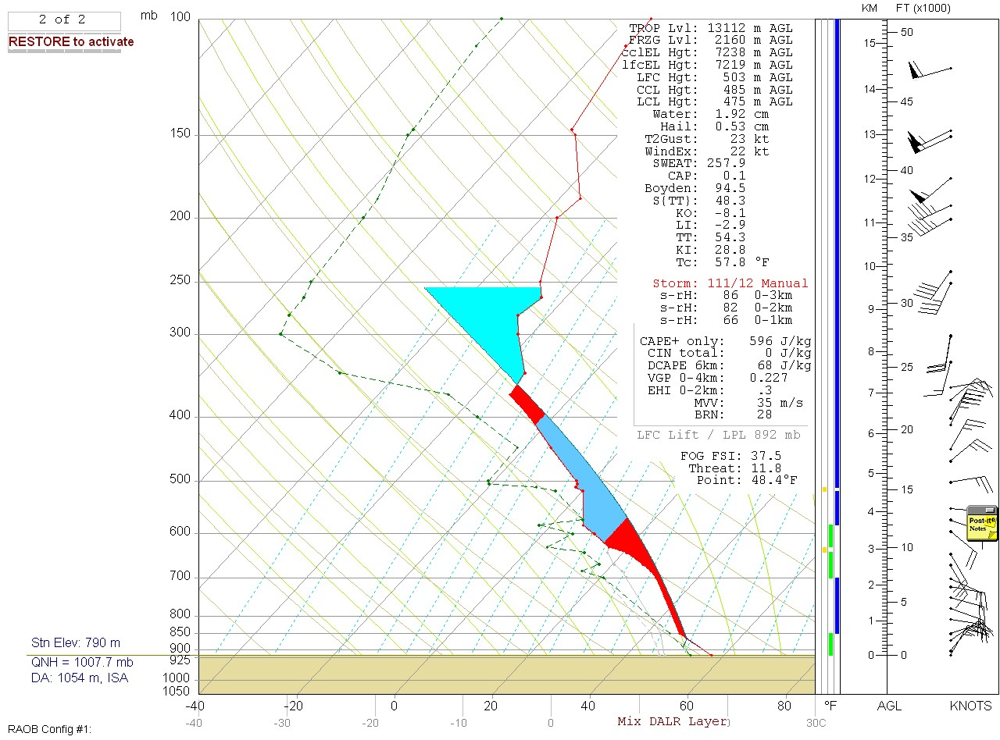 2 of 2
RESTORE to activate
mb
100
150
200
250
300
400
500
600
700
800
850
900
925
1000
1050
Stn Elev: 790 m
QNH = 1007.7 mb
DA: 1054 m, ISA
RAOB Config #1:
TROP Lvl: 13112 m AGL
FRZG Lvl: 2160 m AGL
cclEL Hgt: 7238 m AGL
lfcEL Hgt: 7219 m AGL
LFC Hgt: 503 m AGL
CCL Hgt: 485 m AGL
LCL Hgt: 475 m AGL
Water: 1.92 cm
Hail: 0.53 cm
T2Gust: 23 kt
WindEx: 22 kt
SWEAT: 257.9
CAP: 0.1
Boyden: 94.5
S{TT}: 48.3
KO: -8.1
LI: -2.9
TT: 54.3
KI: 28.8
Tc: 57.8 °F
Storm: 111/12 Manual
s-rH: 86 0-3km
s-rH: 82 0-2km
s-rH: 66 0-1km
CAPE+ only: 596 J/kg
CIN total: 0 J/kg
DCAPE 6km: 68 J/kg
VGP 0-4km: 0.227
EHI 0-2km: .3
MVV: 35 m/s
BRN: 28
LFC Lift / LPL 892 mb
FOG FSI: 37.5
Threat: 11.8
Point: 48.4°F
-40 -20 0 20 40 60 80 °F
-40 -20 -10 0 30C
Mix DALR Layer
KM FT (x1000)
15
14
13
12
11
10
9
8
7
6
5
4
3
2
1
0
50
45
40
35
30
25
20
15
10
5
0
AGL KNOTS
Post-it®
Notes